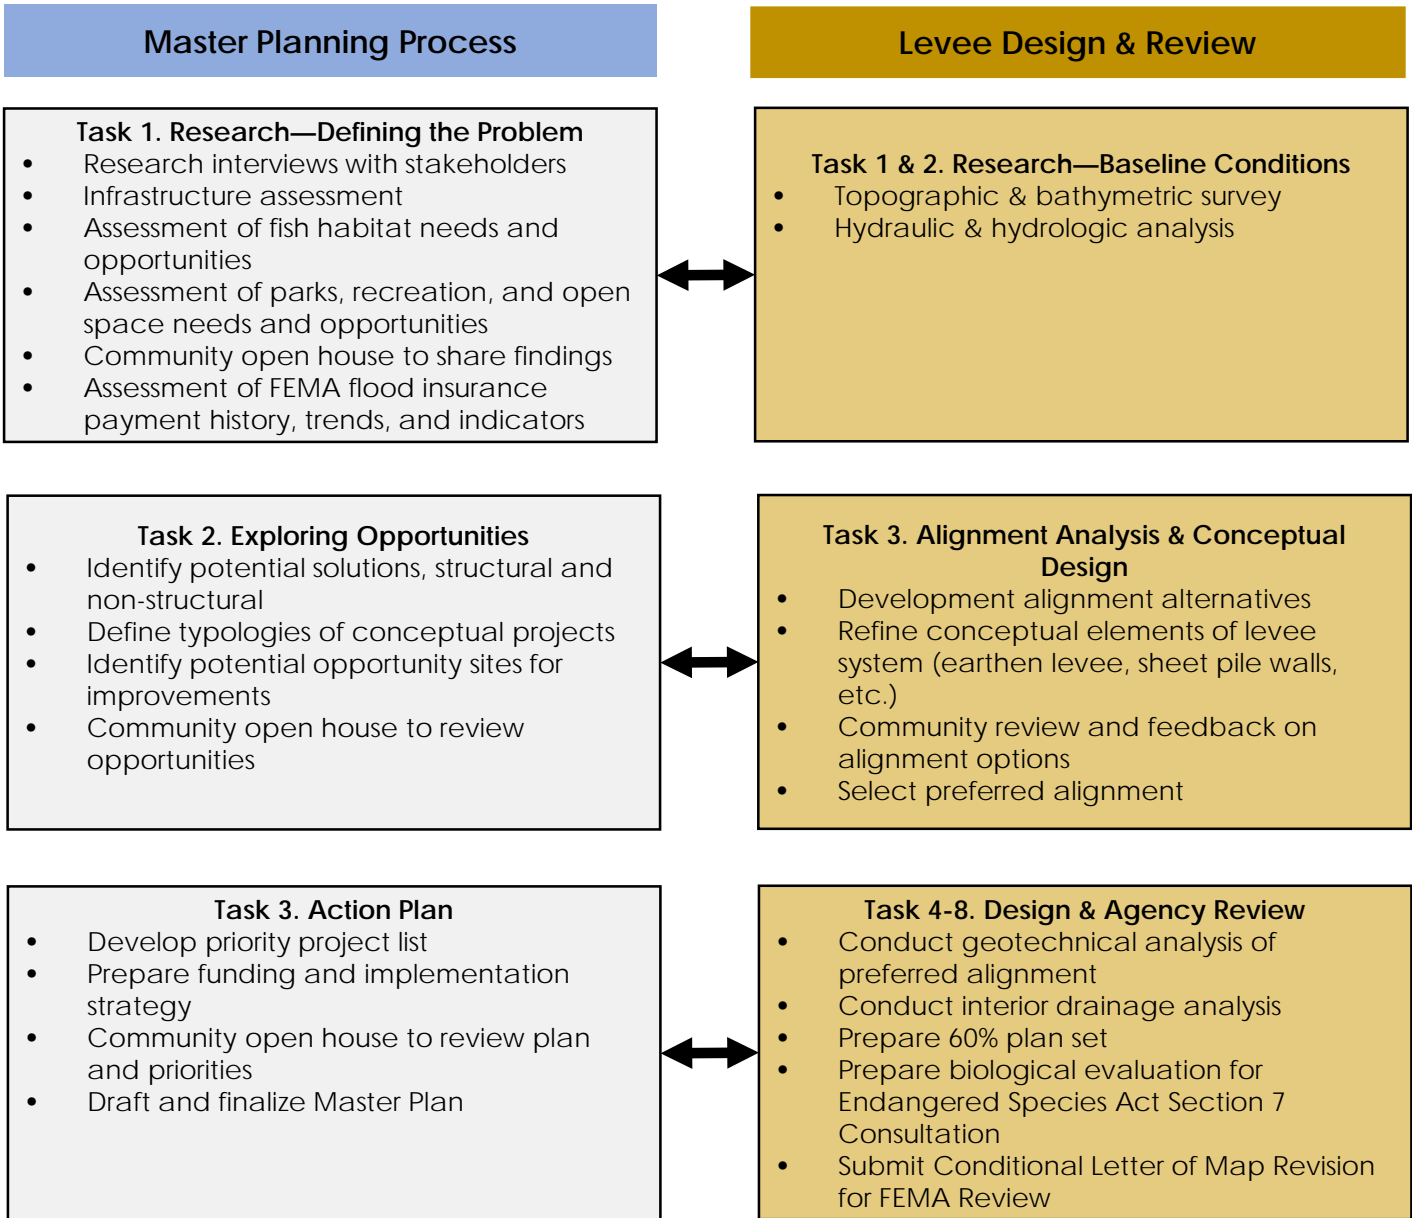 Master Planning Process
Levee Design & Review
Task 1. Research—Defining the Problem
• Research interviews with stakeholders
• Infrastructure assessment
• Assessment of fish habitat needs and
opportunities
• Assessment of parks, recreation, and open
space needs and opportunities
• Community open house to share findings
• Assessment of FEMA flood insurance
payment history, trends, and indicators
Task 1 & 2. Research—Baseline Conditions
• Topographic & bathymetric survey
• Hydraulic & hydrologic analysis
Task 2. Exploring Opportunities
• Identify potential solutions, structural and
non-structural
• Define typologies of conceptual projects
• Identify potential opportunity sites for
improvements
• Community open house to review
opportunities
Task 3. Alignment Analysis & Conceptual
Design
• Development alignment alternatives
• Refine conceptual elements of levee
system (earthen levee, sheet pile walls,
etc.)
• Community review and feedback on
alignment options
• Select preferred alignment
Task 3. Action Plan
• Develop priority project list
• Prepare funding and implementation
strategy
• Community open house to review plan
and priorities
• Draft and finalize Master Plan
Task 4-8. Design & Agency Review
• Conduct geotechnical analysis of
preferred alignment
• Conduct interior drainage analysis
• Prepare 60% plan set
• Prepare biological evaluation for
Endangered Species Act Section 7
Consultation
• Submit Conditional Letter of Map Revision
for FEMA Review